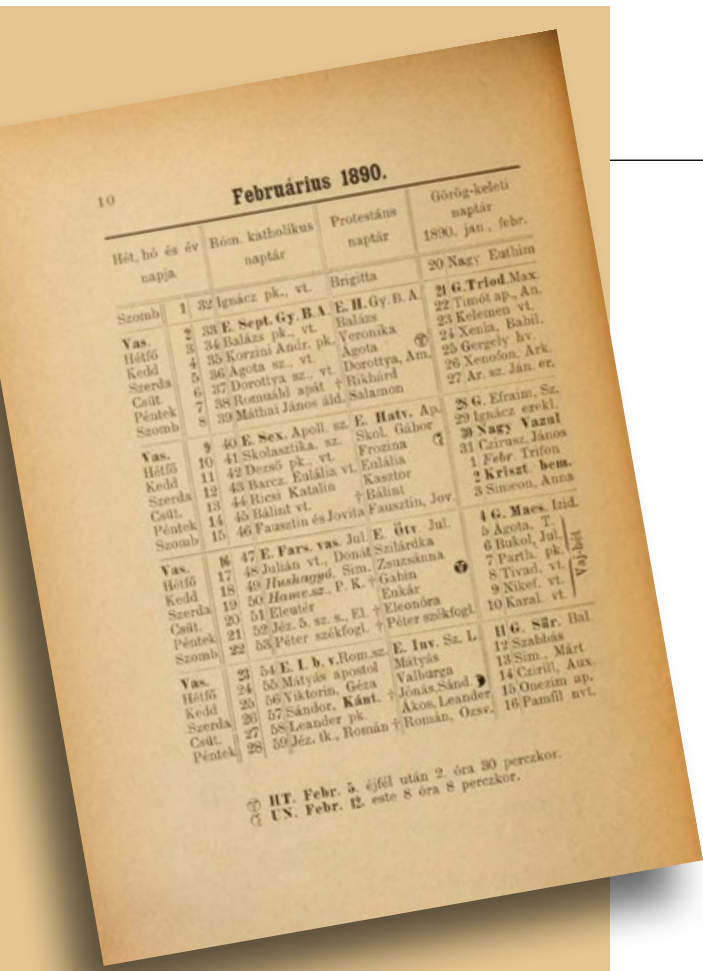 10
Februárius 1890.
Hét, hó és év napja
Róm. katholikus naptár
Protestáns naptár
Görög-keleti naptár 1890. jan., febr.
Szomb 1 32 Ignácz pk., vt. Brigitta 20 Nagy Euthim
Vas. 2 33 E. Sept. Gy. B. A. E. H. Gy. B. A. 21 G. Triod. Max.
Hétfő 3 34 Balázs pk., vt. Balázs 22 Timót ap., An.
Kedd 4 35 Korzini Andr. pk. Veronika 23 Kelemen vt.
Szerda 5 36 Ágota sz., vt. Ágota 24 Xenia, Babil.
Csüt. 6 37 Dorottya sz., vt. Dorottya, Am. 25 Gergely hv.
Péntek 7 38 Romuáld apát † Rikhárd 26 Xenofon, Ark.
Szomb 8 39 Máthai János áld. Salamon 27 Ar. sz. Ján. er.
Vas. 9 40 E. Sex. Apoll. sz. E. Hatv. Ap. 28 G. Efraim, Sz.
Hétfő 10 41 Skolasztika, sz. Skol. Gábor 29 Ignácz erekl.
Kedd 11 42 Dezső pk., vt. Frozina 30 Nagy Vazul
Szerda 12 43 Barcz. Eulália vt. Eulália 31 Czirusz, János
Csüt. 13 44 Ricsi Katalin Kasztor 1 Febr. Trifon
Péntek 14 45 Bálint vt. † Bálint 2 Kriszt. bem.
Szomb 15 46 Fausztin és Jovita Fausztin, Jov. 3 Simeon, Anna
Vas. 16 47 E. Fars. vas. Jul. E. Ötv. Jul. 4 G. Maes. Izid.
Hétfő 17 48 Julián vt., Donát Szilárdka 5 Ágota, T.
Kedd 18 49 Hushagyó, Sim. Zsuzsánna 6 Bukol, Jul.
Szerda 19 50 Hamv. sz., P. K. † Gabin 7 Parth. pk.
Csüt. 20 51 Eleutér Eukár 8 Tivad. vt.
Péntek 21 52 Jéz. 5. sz. s., El. † Eleonóra 9 Nikef. vt.
Szomb 22 53 Péter székfogl. † Péter székfogl. 10 Karal. vt.
Vaj-hét
Vas. 23 54 E. I. b. v. Rom. sz. E. Inv. Sz. L. 11 G. Sár. Bal.
Hétfő 24 55 Mátyás apostol Mátyás 12 Szabbás
Kedd 25 56 Viktorin, Géza Valburga 13 Sim., Márt.
Szerda 26 57 Sándor, Kánt. † Jónás, Sánd. 14 Czirill, Aux.
Csüt. 27 58 Leander pk. Ákos, Leander 15 Onezim ap.
Péntek 28 59 Jéz. tk., Román † Román, Ozsv. 16 Pamfil nvt.
HT. Febr. 5. éjfél után 2 óra 30 perczkor.
UN. Febr. 12. este 8 óra 8 perczkor.